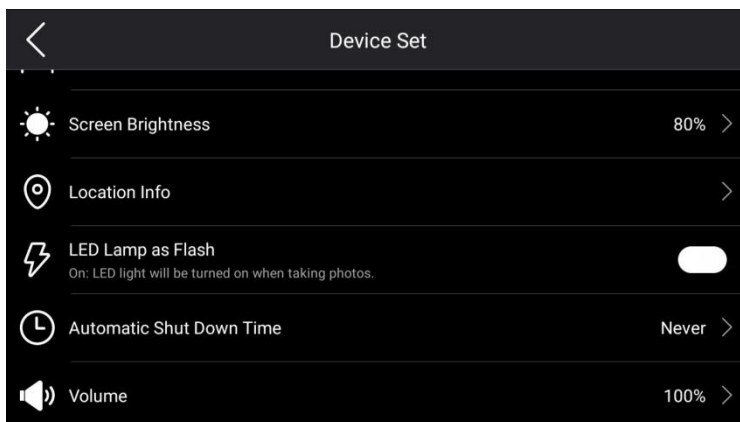 Device Set
Screen Brightness
80%
Location Info
LED Lamp as Flash
On: LED light will be turned on when taking photos.
Automatic Shut Down Time
Never
Volume
100%